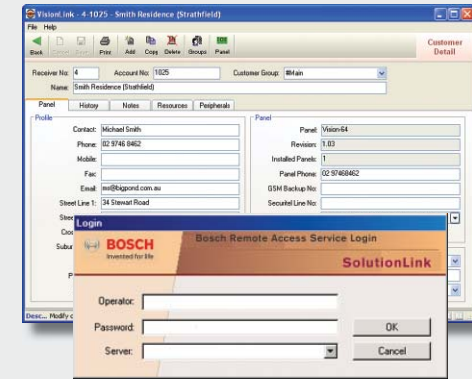 VisionLink - 4-1025 - Smith Residence (Strathfield)
File Help
Back Print Add Copy Delete Groups Panel
Customer Detail
Receiver No: 4 Account No: 1025 Customer Group: #Main
Name: Smith Residence (Strathfield)
Panel History Notes Resources Peripherals
Profile Panel
Contact: Michael Smith Panel: Vision-64
Phone: 02 9746 8462 Revision: 1.03
Mobile: Installed Panels: 1
Fax: Panel Phone: 02 97468462
Email: GSM Backup No:
Street Line 1: 34 Stewart Road Securitel Line No:
Login
BOSCH
Invented for life
Bosch Remote Access Service Login
SolutionLink
Operator:
Password:
OK
Server:
Cancel